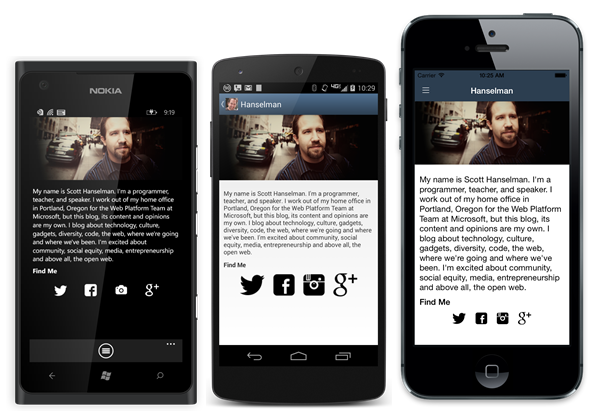 NOKIA
9:19
My name is Scott Hanselman. I'm a programmer,
teacher, and speaker. I work out of my home office
in Portland, Oregon for the Web Platform Team at
Microsoft, but this blog, its content and opinions
are my own. I blog about technology, culture,
gadgets, diversity, code, the web, where we're going
and where we've been. I'm excited about
community, social equity, media, entrepreneurship
and above all, the open web.
Find Me
g+
10:29
Hanselman
My name is Scott Hanselman. I'm a programmer,
teacher, and speaker. I work out of my home office in
Portland, Oregon for the Web Platform Team at
Microsoft, but this blog, its content and opinions are
my own. I blog about technology, culture, gadgets,
diversity, code, the web, where we're going and where
we've been. I'm excited about community, social
equity, media, entrepreneurship and above all, the
open web.
Find Me
g+
Carrier
10:25 AM
Hanselman
My name is Scott Hanselman. I'm a
programmer, teacher, and speaker. I
work out of my home office in
Portland, Oregon for the Web Platform
Team at Microsoft, but this blog, its
content and opinions are my own. I
blog about technology, culture,
gadgets, diversity, code, the web,
where we're going and where we've
been. I'm excited about community,
social equity, media, entrepreneurship
and above all, the open web.
Find Me
g+